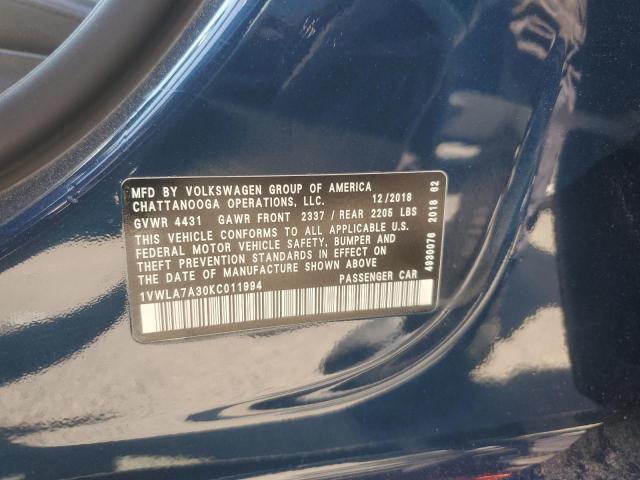 MFD BY VOLKSWAGEN GROUP OF AMERICA
CHATTANOOGA OPERATIONS, LLC. 12/2018
GVWR 4431 GAWR FRONT 2337 / REAR 2205 LBS
THIS VEHICLE CONFORMS TO ALL APPLICABLE U.S.
FEDERAL MOTOR VEHICLE SAFETY, BUMPER AND
THEFT PREVENTION STANDARDS IN EFFECT ON
THE DATE OF MANUFACTURE SHOWN ABOVE
1VWLA7A30KC011994 PASSENGER CAR
4930076 2018 62